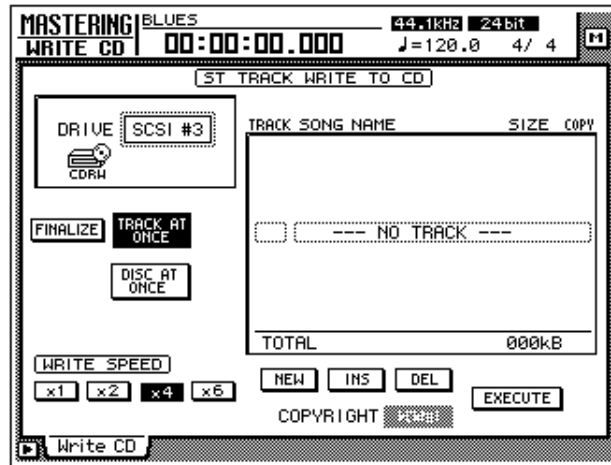 MASTERING BLUES 44.1kHz 24bit
WRITE CD 00:00:00.000 ♩=120.0 4/ 4 M
ST TRACK WRITE TO CD
DRIVE SCSI #3
CDRW
TRACK SONG NAME SIZE COPY
FINALIZE TRACK AT ONCE
--- NO TRACK ---
DISC AT ONCE
TOTAL 000kB
WRITE SPEED
x1 x2 x4 x6
NEW INS DEL
EXECUTE
COPYRIGHT
Write CD